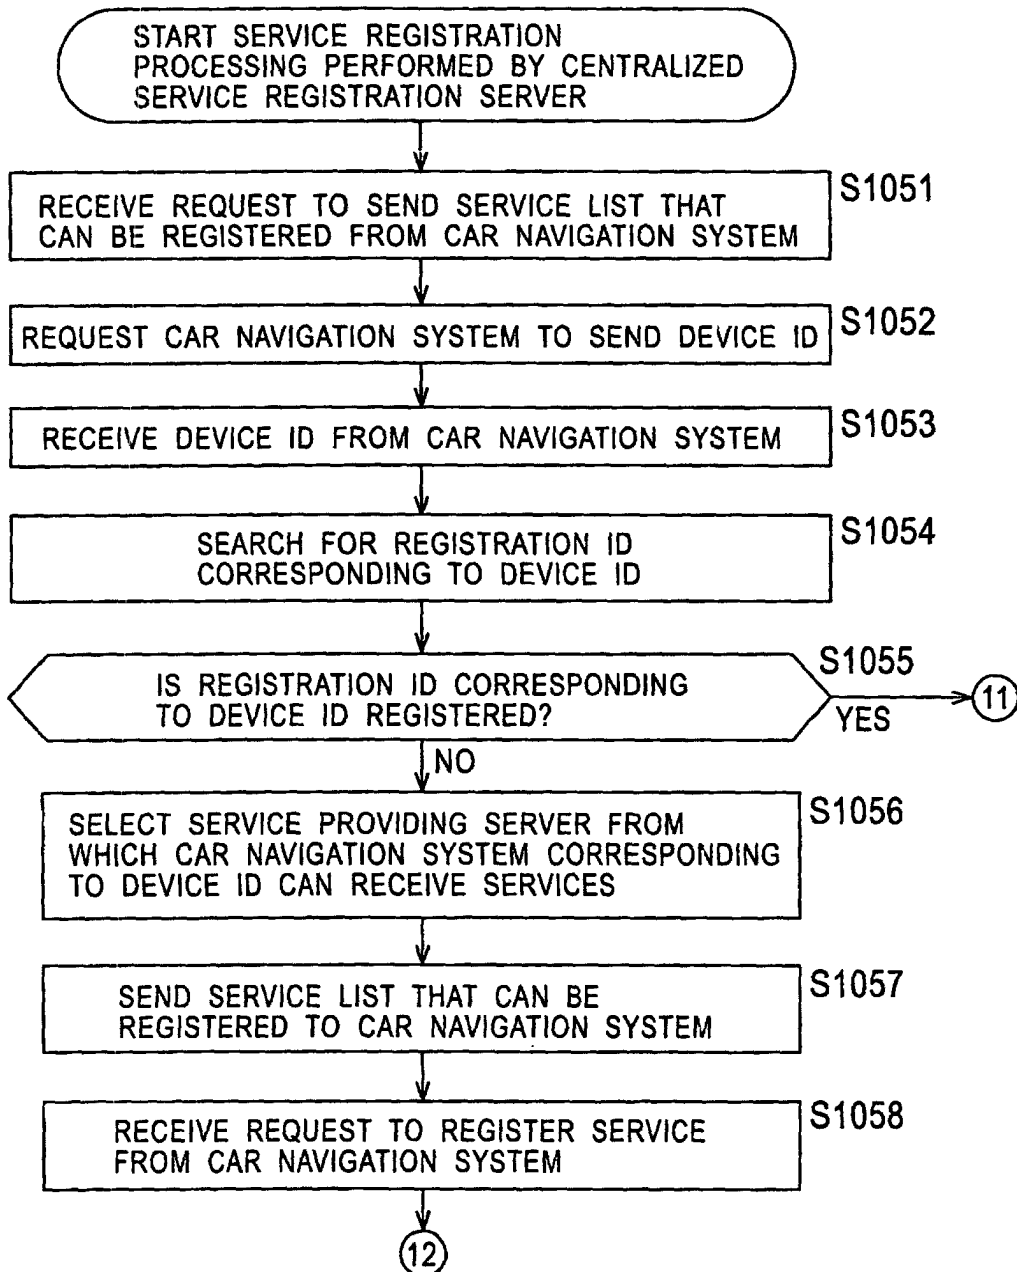 START SERVICE REGISTRATION
PROCESSING PERFORMED BY CENTRALIZED
SERVICE REGISTRATION SERVER
S1051
RECEIVE REQUEST TO SEND SERVICE LIST THAT
CAN BE REGISTERED FROM CAR NAVIGATION SYSTEM
S1052
REQUEST CAR NAVIGATION SYSTEM TO SEND DEVICE ID
S1053
RECEIVE DEVICE ID FROM CAR NAVIGATION SYSTEM
S1054
SEARCH FOR REGISTRATION ID
CORRESPONDING TO DEVICE ID
S1055
IS REGISTRATION ID CORRESPONDING
TO DEVICE ID REGISTERED?
YES
11
NO
S1056
SELECT SERVICE PROVIDING SERVER FROM
WHICH CAR NAVIGATION SYSTEM CORRESPONDING
TO DEVICE ID CAN RECEIVE SERVICES
S1057
SEND SERVICE LIST THAT CAN BE
REGISTERED TO CAR NAVIGATION SYSTEM
S1058
RECEIVE REQUEST TO REGISTER SERVICE
FROM CAR NAVIGATION SYSTEM
12